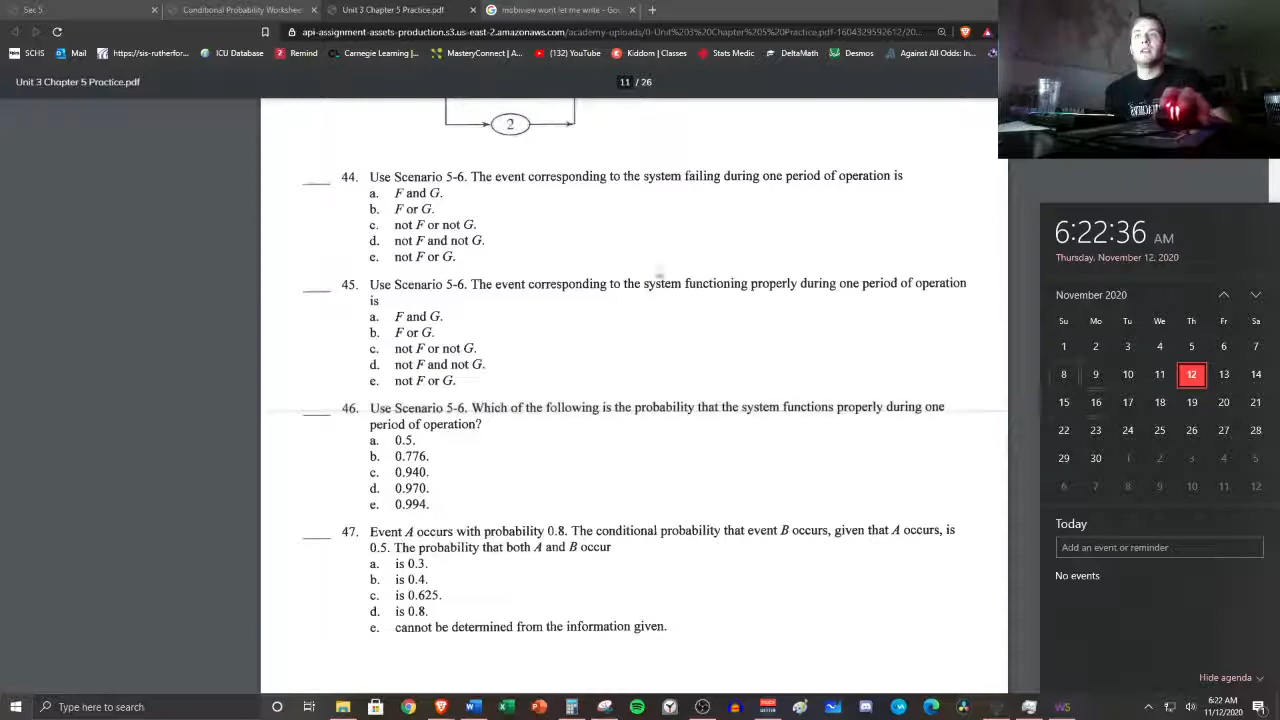 Sec 5
Conditional Probability Worksheet
Unit 3 Chapter 5 Practice.pdf
mobiview wont let me write - Goo
api-assignment-assets-production.s3.us-east-2.amazonaws.com/academy-uploads/0-Unit%203%20Chapter%205%20Practice.pdf-1604329592612/20...
SCHS
Mail
https://sis-rutherfor...
ICU Database
Remind
Carnegie Learning|...
MasteryConnect | A...
(132) YouTube
Kiddom | Classes
Stats Medic
DeltaMath
Desmos
Against All Odds: In...
Unit 3 Chapter 5 Practice.pdf
11 / 26
2
44. Use Scenario 5-6. The event corresponding to the system failing during one period of operation is
a. F and G.
b. F or G.
c. not F or not G.
d. not F and not G.
e. not F or G.
45. Use Scenario 5-6. The event corresponding to the system functioning properly during one period of operation
is
a. F and G.
b. F or G.
c. not F or not G.
d. not F and not G.
e. not F or G.
46. Use Scenario 5-6. Which of the following is the probability that the system functions properly during one
period of operation?
a. 0.5.
b. 0.776.
c. 0.940.
d. 0.970.
e. 0.994.
47. Event A occurs with probability 0.8. The conditional probability that event B occurs, given that A occurs, is
0.5. The probability that both A and B occur
a. is 0.3.
b. is 0.4.
c. is 0.625.
d. is 0.8.
e. cannot be determined from the information given.
6:22:36 AM
Thursday, November 12, 2020
November 2020
Su Mo Tu We Th Fr Sa
1 2 3 4 5 6 7
8 9 10 11 12 13 14
15 16 17 18 19 20 21
22 23 24 25 26 27 28
29 30 1 2 3 4 5
6 7 8 9 10 11 12
Today
Add an event or reminder
No events
Hide agenda
Type here to search
6:22 AM
11/12/2020